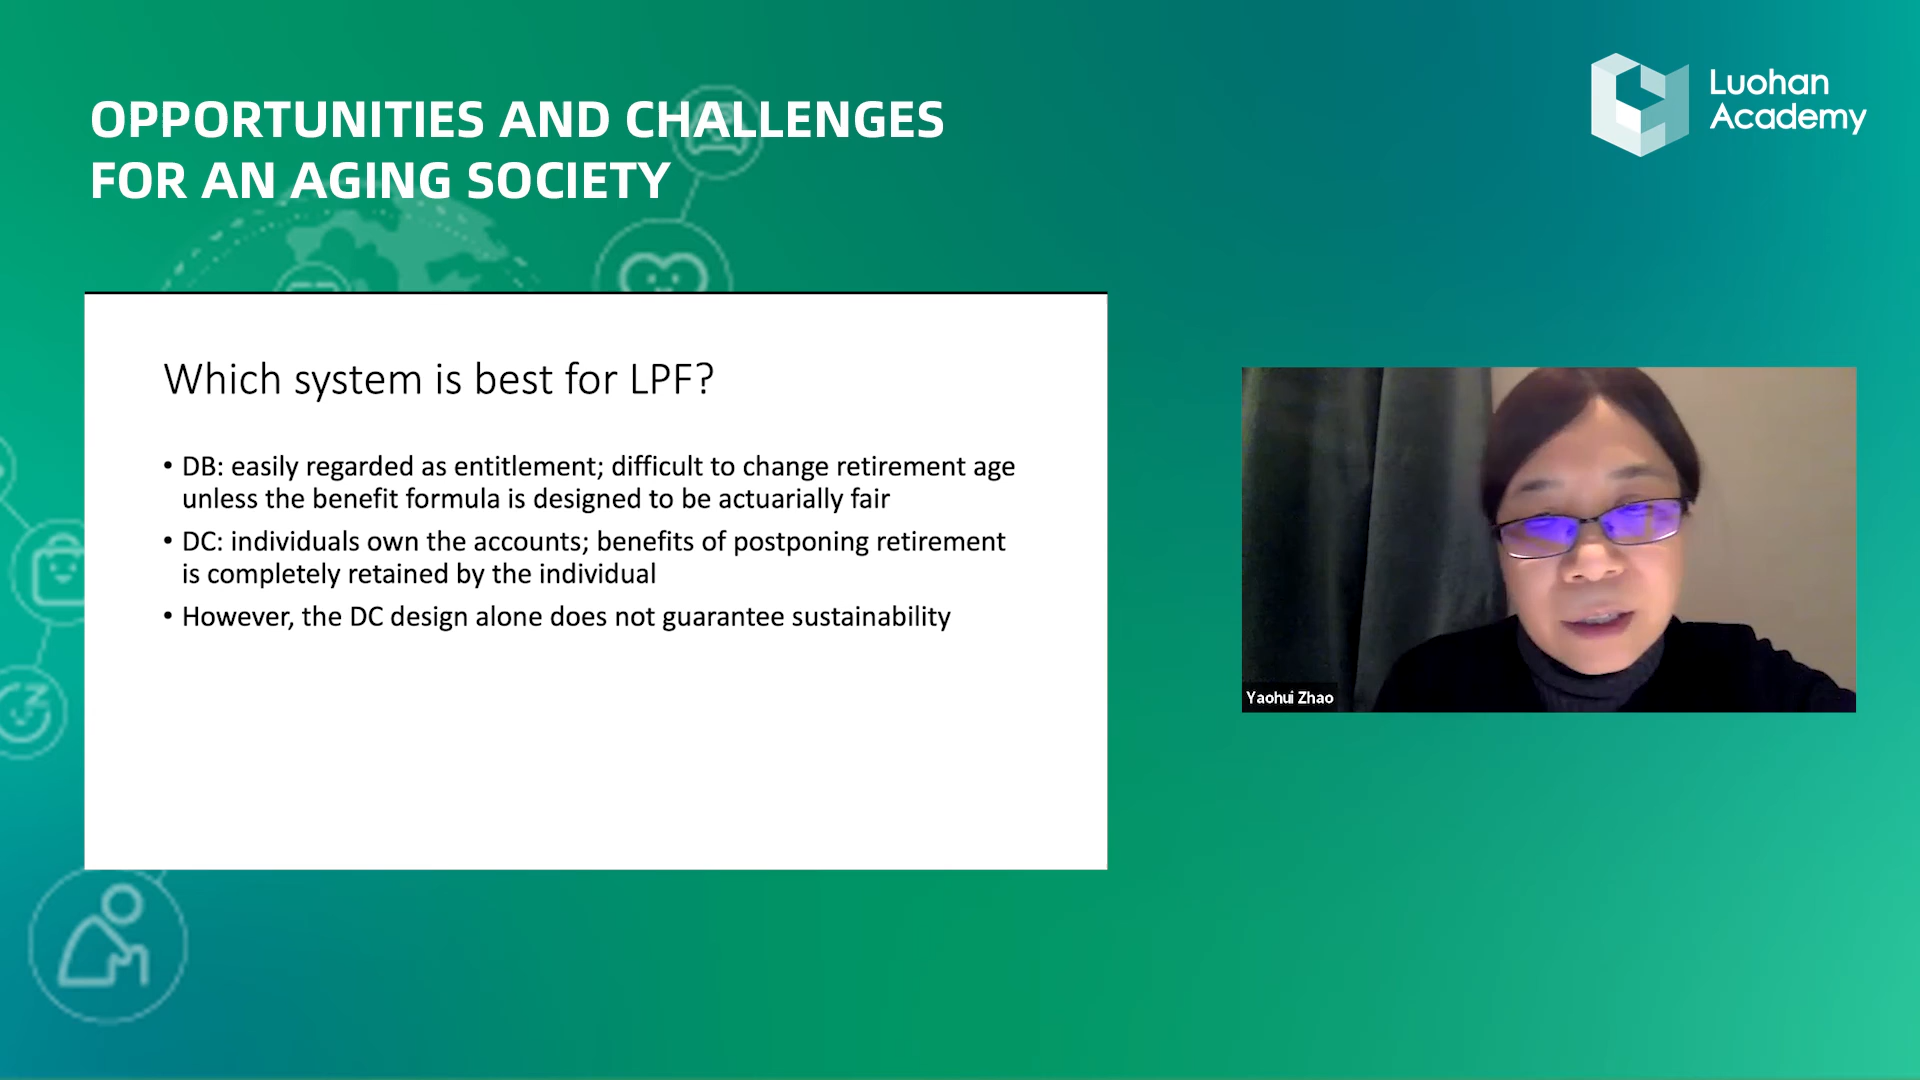 OPPORTUNITIES AND CHALLENGES
FOR AN AGING SOCIETY
Luohan
Academy
Which system is best for LPF?
• DB: easily regarded as entitlement; difficult to change retirement age
unless the benefit formula is designed to be actuarially fair
• DC: individuals own the accounts; benefits of postponing retirement
is completely retained by the individual
• However, the DC design alone does not guarantee sustainability
Yaohui Zhao